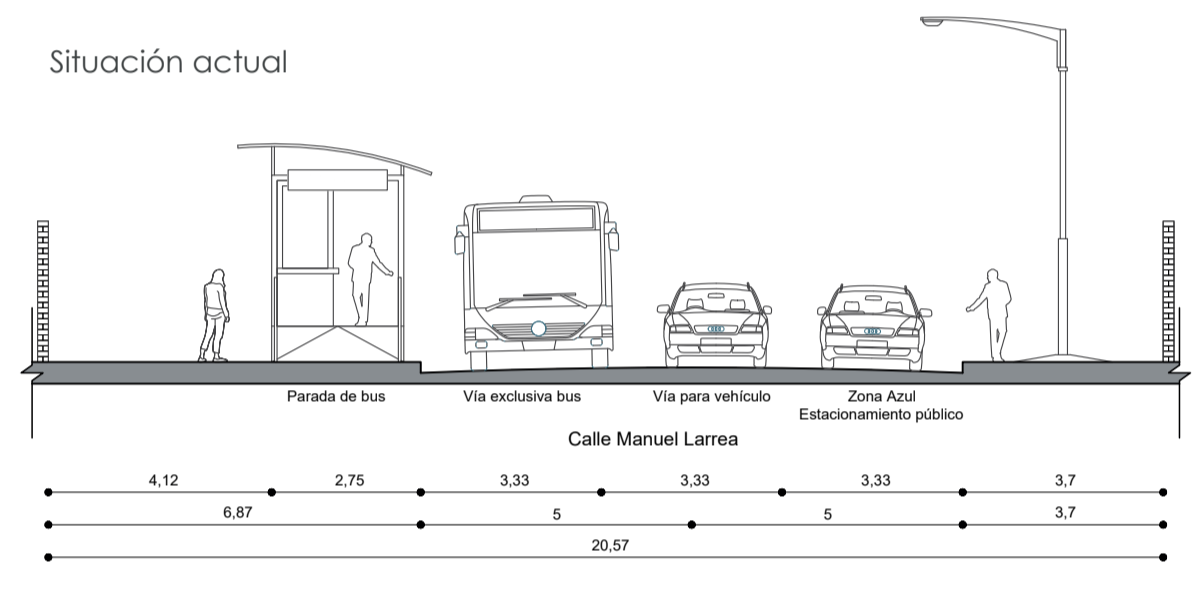 Situación actual
Parada de bus
Vía exclusiva bus
Vía para vehículo
Zona Azul
Estacionamiento público
Calle Manuel Larrea
4,12
2,75
3,33
3,33
3,33
3,7
6,87
5
5
3,7
20,57